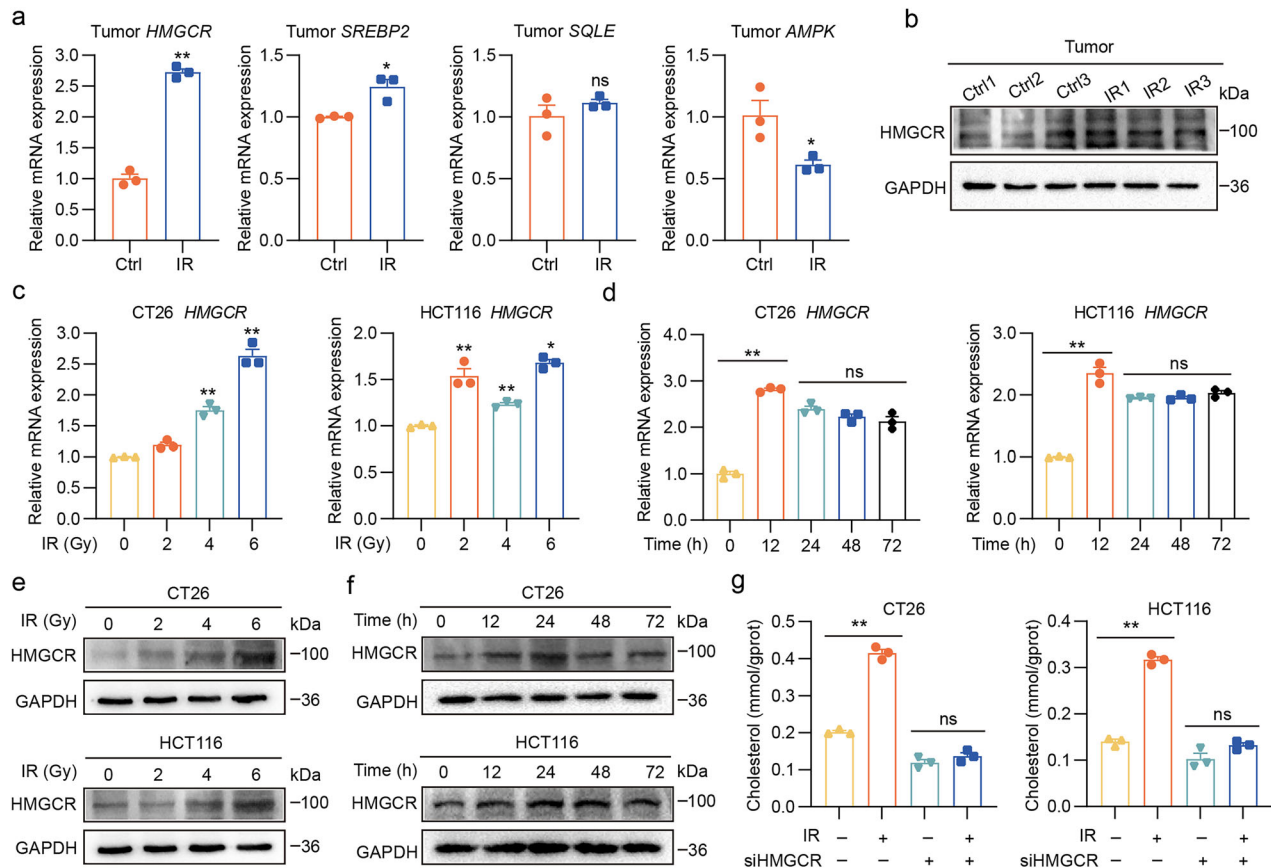 a
Tumor HMGCR
Relative mRNA expression
3.0
2.5
2.0
1.5
1.0
0.5
0.0
**
Ctrl IR
Tumor SREBP2
Relative mRNA expression
1.5
1.0
0.5
0.0
*
Ctrl IR
Tumor SQLE
Relative mRNA expression
1.5
1.0
0.5
0.0
ns
Ctrl IR
Tumor AMPK
Relative mRNA expression
1.5
1.0
0.5
0.0
*
Ctrl IR
b
Tumor
Ctrl1 Ctrl2 Ctrl3 IR1 IR2 IR3 kDa
HMGCR –100
GAPDH –36
c
CT26 HMGCR
Relative mRNA expression
3.0
2.5
2.0
1.5
1.0
0.5
0.0
** **
IR (Gy) 0 2 4 6
HCT116 HMGCR
Relative mRNA expression
2.0
1.5
1.0
0.5
0.0
** ** *
IR (Gy) 0 2 4 6
d
CT26 HMGCR
Relative mRNA expression
4.0
3.0
2.0
1.0
0.0
** ns
Time (h) 0 12 24 48 72
HCT116 HMGCR
Relative mRNA expression
3.0
2.0
1.0
0.0
** ns
Time (h) 0 12 24 48 72
e
CT26
IR (Gy) 0 2 4 6 kDa
HMGCR –100
GAPDH –36
HCT116
IR (Gy) 0 2 4 6 kDa
HMGCR –100
GAPDH –36
f
CT26
Time (h) 0 12 24 48 72 kDa
HMGCR –100
GAPDH –36
HCT116
Time (h) 0 12 24 48 72 kDa
HMGCR –100
GAPDH –36
g
CT26
Cholesterol (mmol/gprot)
0.5
0.4
0.3
0.2
0.1
0.0
** ns
IR – + – +
siHMGCR – – + +
HCT116
Cholesterol (mmol/gprot)
0.4
0.3
0.2
0.1
0.0
** ns
IR – + – +
siHMGCR – – + +